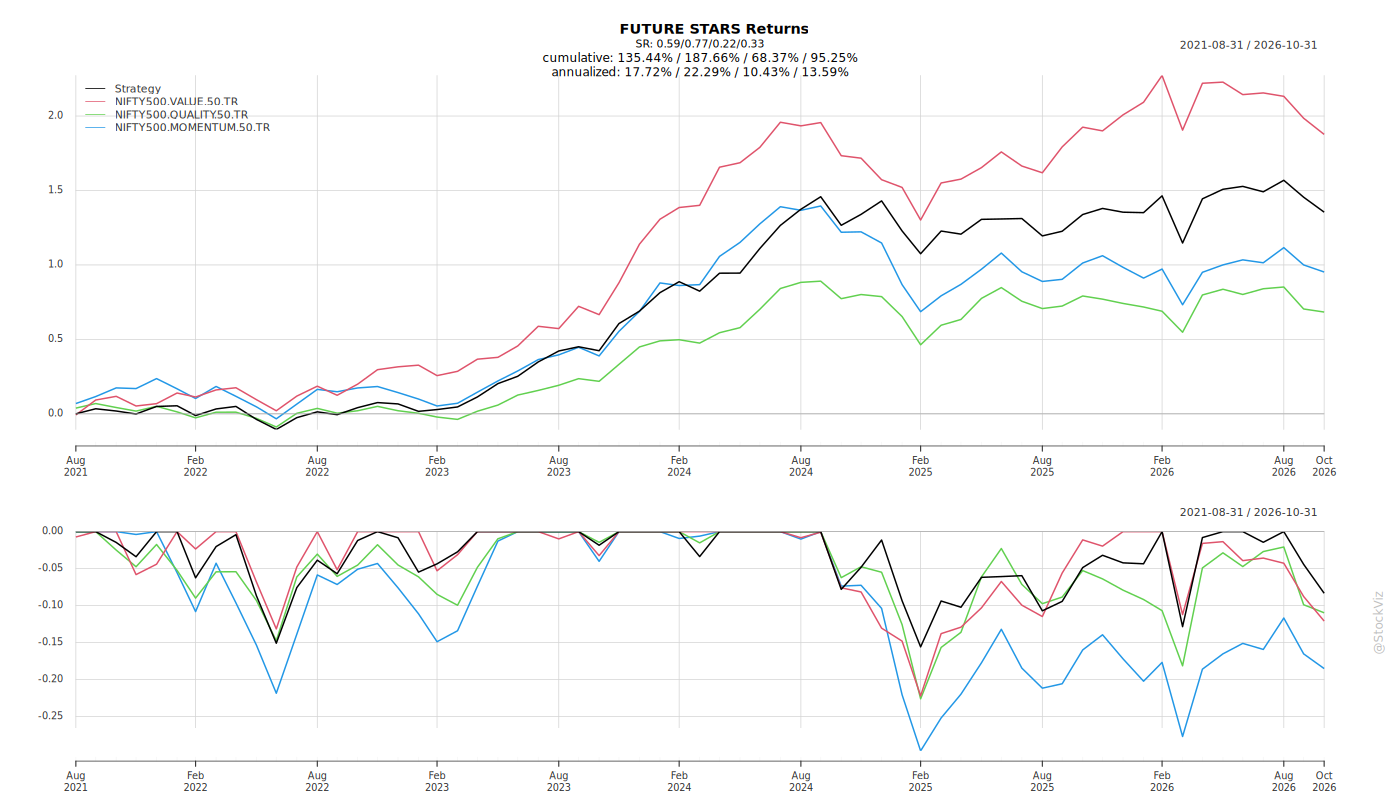 FUTURE STARS Returns
SR: 0.59/0.77/0.22/0.33
2021-08-31 / 2026-10-31
cumulative: 135.44% / 187.66% / 68.37% / 95.25%
annualized: 17.72% / 22.29% / 10.43% / 13.59%
Strategy
NIFTY500.VALUE.50.TR
NIFTY500.QUALITY.50.TR
NIFTY500.MOMENTUM.50.TR
2.0
1.5
1.0
0.5
0.0
Aug Feb Aug Feb Aug Feb Aug Feb Aug Feb Aug Oct
2021 2022 2022 2023 2023 2024 2024 2025 2025 2026 2026 2026
2021-08-31 / 2026-10-31
0.00
-0.05
-0.10
-0.15
-0.20
-0.25
@StockViz
Aug Feb Aug Feb Aug Feb Aug Feb Aug Feb Aug Oct
2021 2022 2022 2023 2023 2024 2024 2025 2025 2026 2026 2026